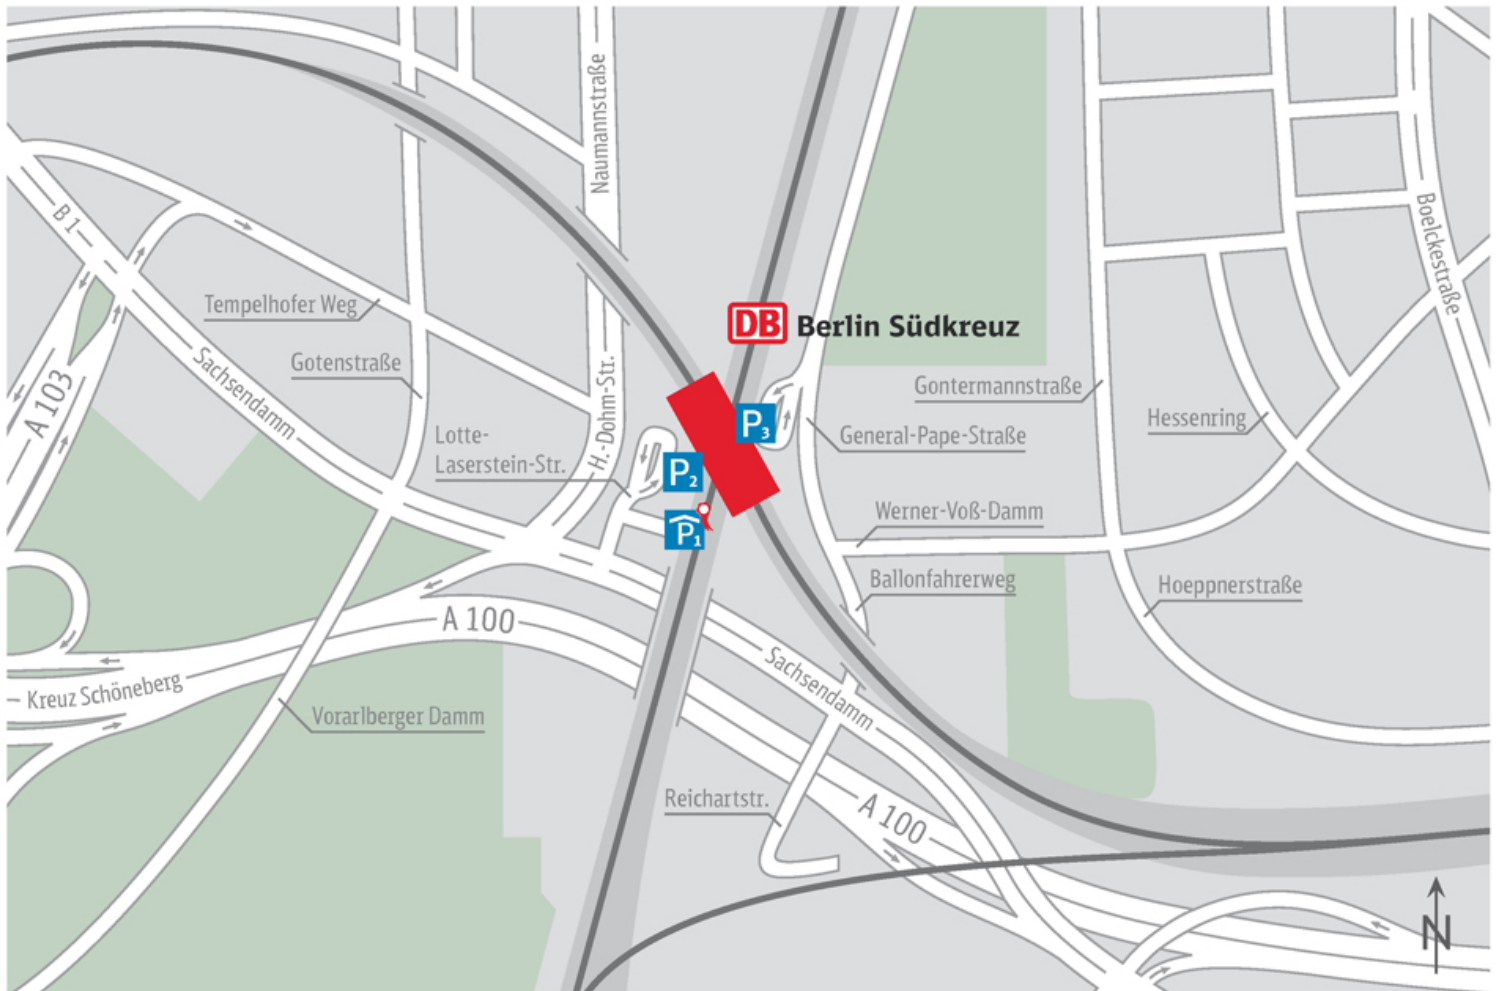 Naumannstraße
B 1
Boelckestraße
Tempelhofer Weg
DB Berlin Südkreuz
Gotenstraße
Sachsendamm
A 103
H.-Dohm-Str.
Gontermannstraße
Hessenring
P3
General-Pape-Straße
Lotte-
Laserstein-Str.
P2
P1
Werner-Voß-Damm
Ballonfahrerweg
Hoeppnerstraße
A 100
Sachsendamm
Kreuz Schöneberg
Vorarlberger Damm
Reichartstr.
A 100
N